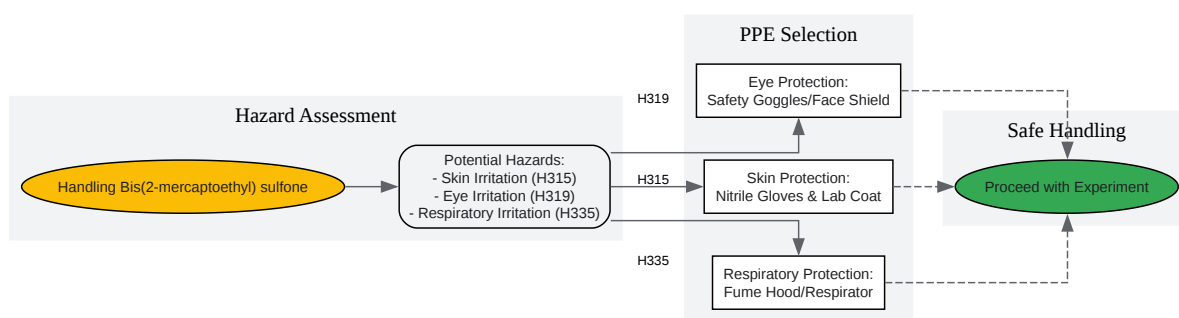 Hazard Assessment
Handling Bis(2-mercaptoethyl) sulfone
Potential Hazards:
- Skin Irritation (H315)
- Eye Irritation (H319)
- Respiratory Irritation (H335)
H319
H315
H335
PPE Selection
Eye Protection:
Safety Goggles/Face Shield
Skin Protection:
Nitrile Gloves & Lab Coat
Respiratory Protection:
Fume Hood/Respirator
Safe Handling
Proceed with Experiment